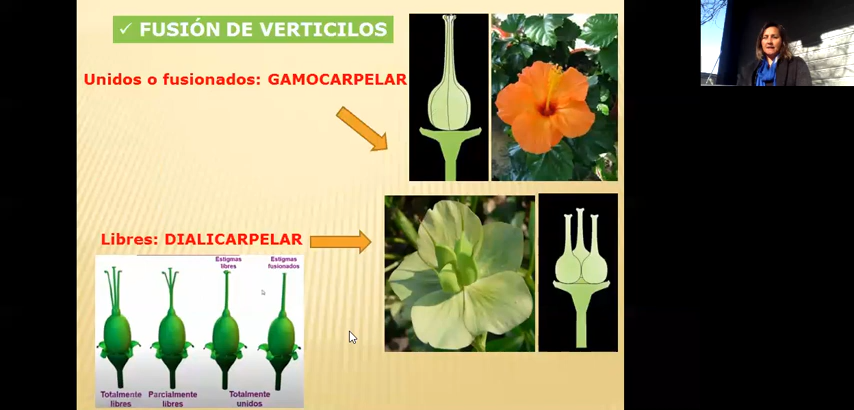 ✓ FUSIÓN DE VERTICILOS
Unidos o fusionados: GAMOCARPELAR
Libres: DIALICARPELAR
Estigmas libres
Estigmas fusionados
Totalmente libres
Parcialmente libres
Totalmente unidos